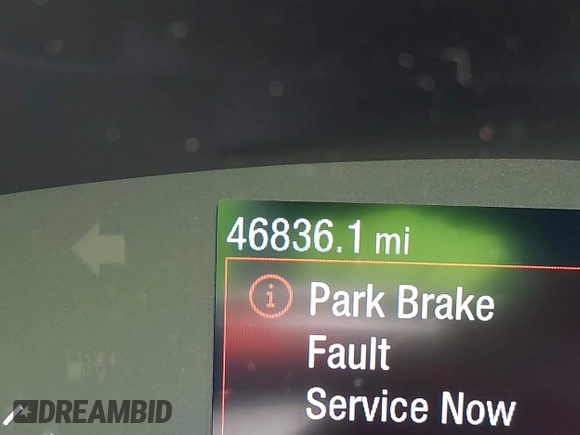 46836.1 mi
i Park Brake
Fault
Service Now
DREAMBID